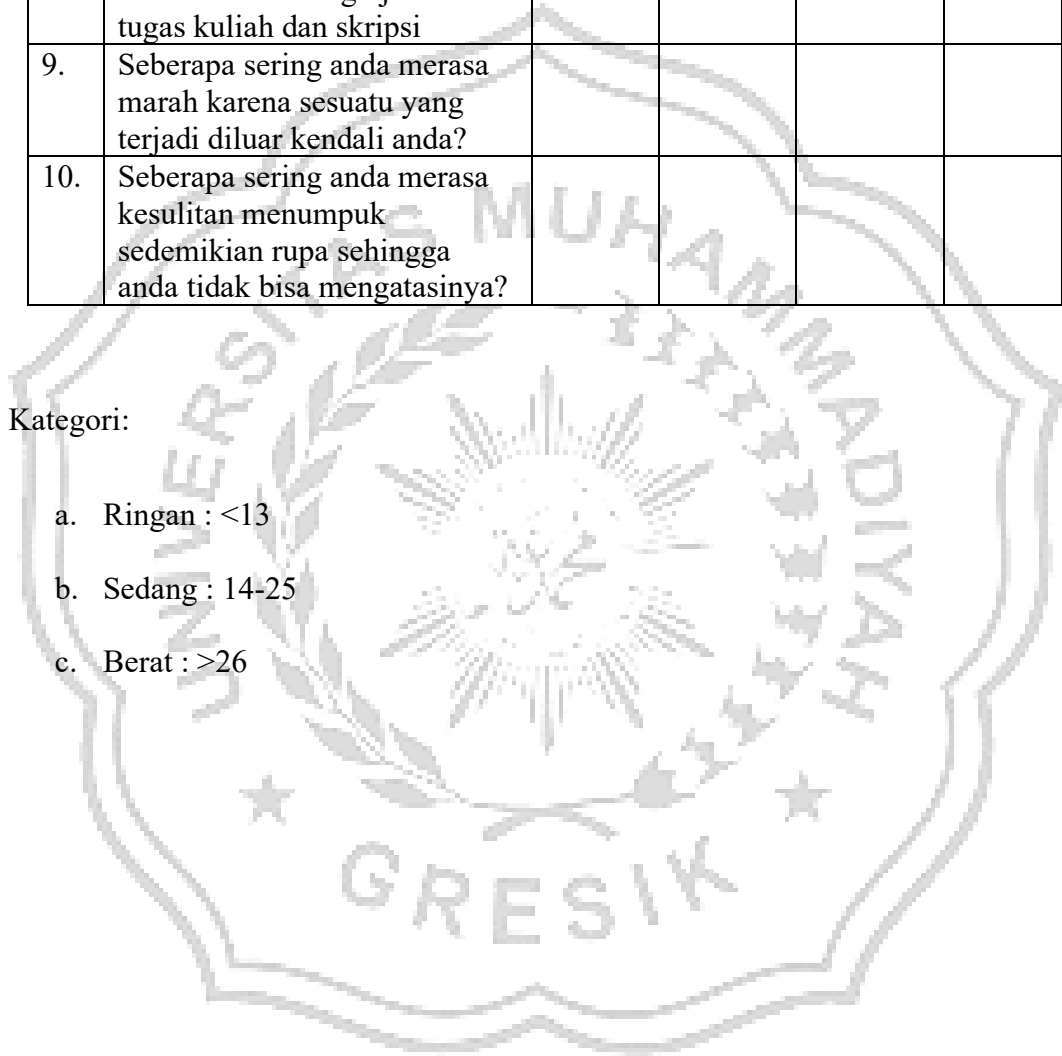 tugas kuliah dan skripsi
9. Seberapa sering anda merasa
marah karena sesuatu yang
terjadi diluar kendali anda?
10. Seberapa sering anda merasa
kesulitan menumpuk
sedemikian rupa sehingga
anda tidak bisa mengatasinya?
Kategori:
a. Ringan : <13
b. Sedang : 14-25
c. Berat : >26
UNIVERSITAS MUHAMMADIYAH
GRESIK